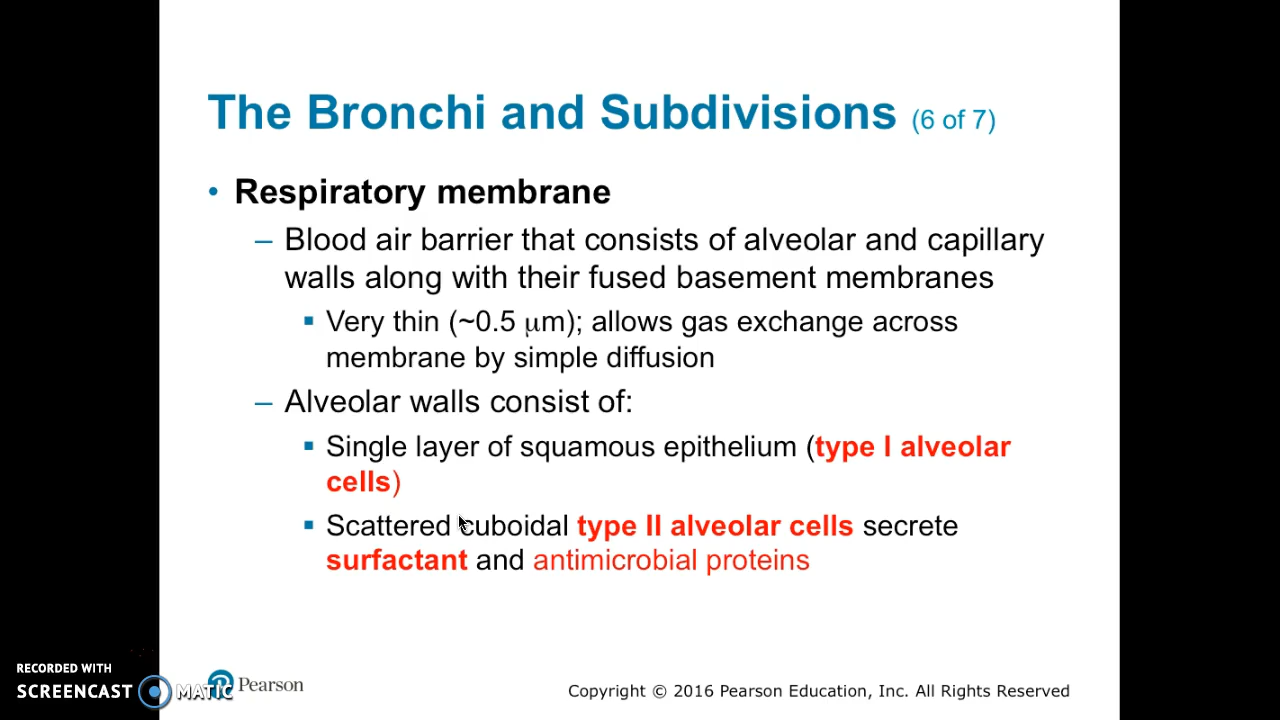 The Bronchi and Subdivisions (6 of 7)
• Respiratory membrane
– Blood air barrier that consists of alveolar and capillary
walls along with their fused basement membranes
▪ Very thin (~0.5 μm); allows gas exchange across
membrane by simple diffusion
– Alveolar walls consist of:
▪ Single layer of squamous epithelium (type I alveolar
cells)
▪ Scattered cuboidal type II alveolar cells secrete
surfactant and antimicrobial proteins
RECORDED WITH
SCREENCAST MATIC
Pearson
Copyright © 2016 Pearson Education, Inc. All Rights Reserved